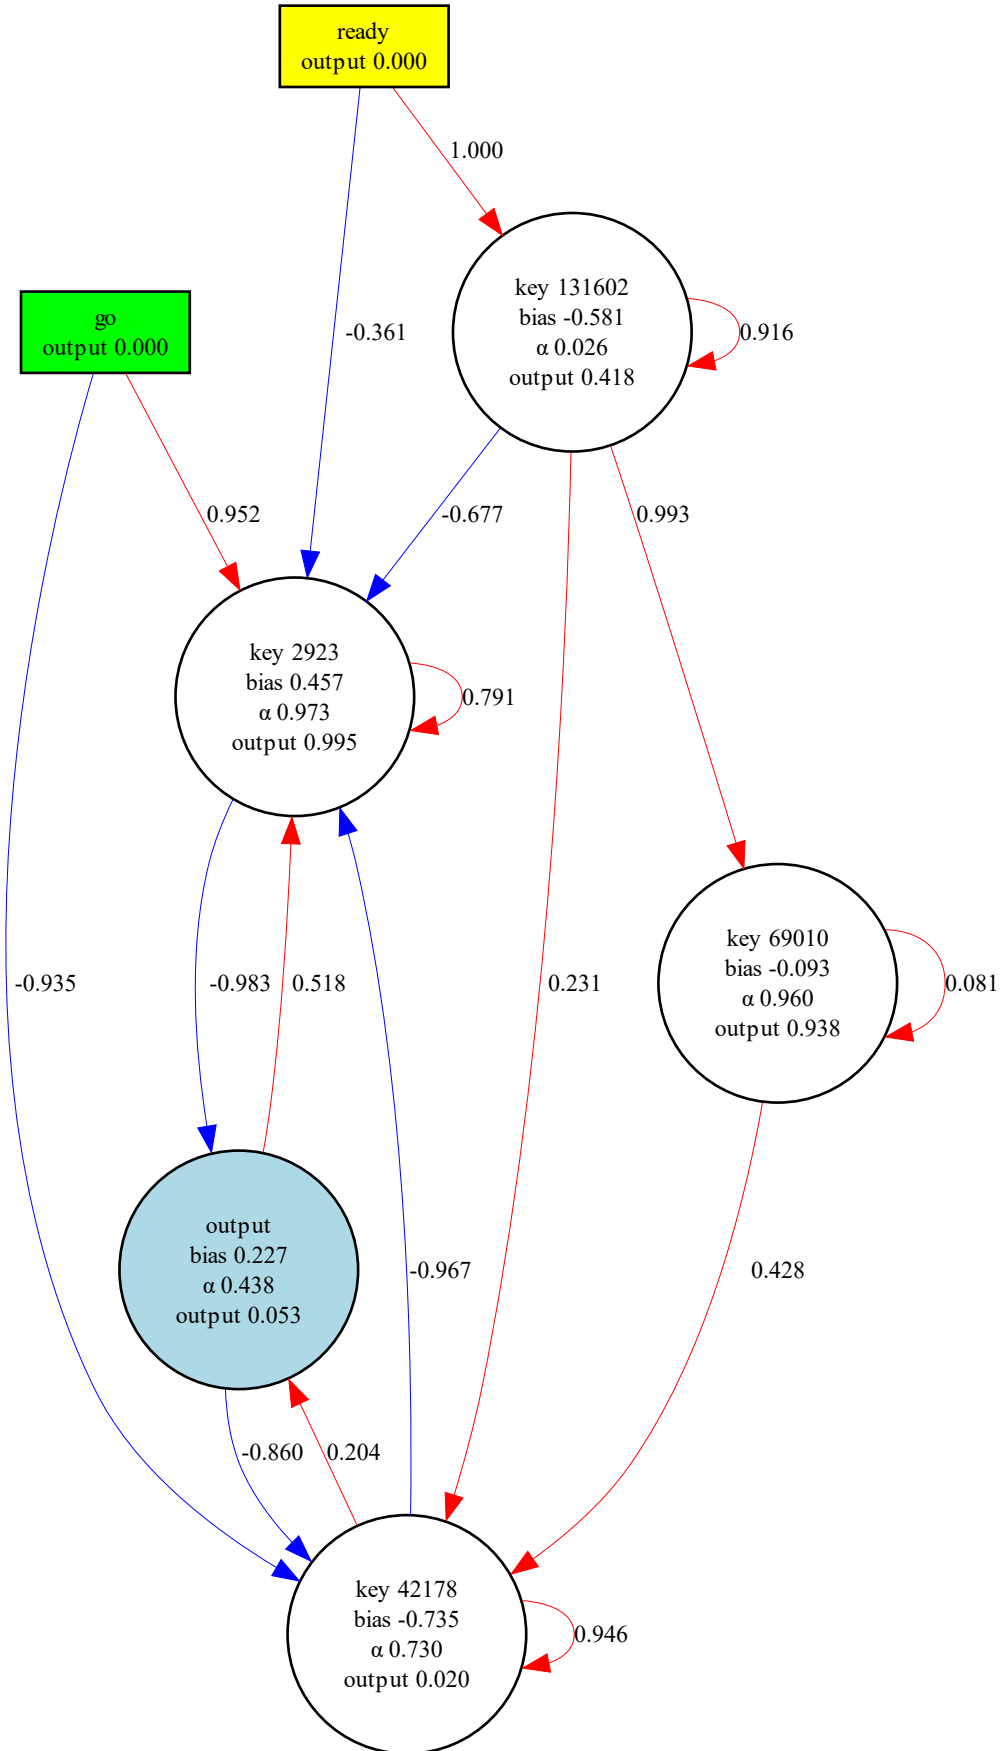 ready
output 0.000
1.000
key 131602
bias -0.581
α 0.026
output 0.418
0.916
go
output 0.000
-0.361
0.952
-0.677
0.993
key 2923
bias 0.457
α 0.973
output 0.995
0.791
key 69010
bias -0.093
α 0.960
output 0.938
0.081
-0.935
-0.983
0.518
0.231
output
bias 0.227
α 0.438
output 0.053
-0.967
0.428
-0.860
0.204
key 42178
bias -0.735
α 0.730
output 0.020
0.946